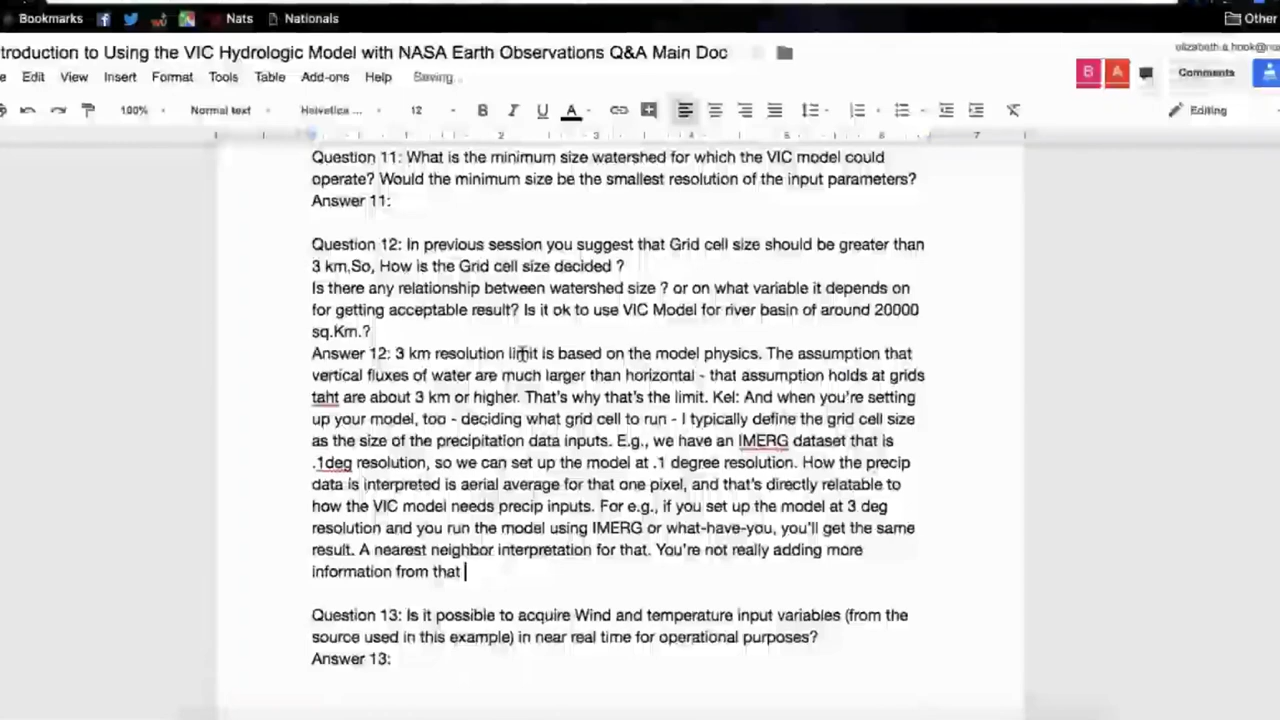 Bookmarks Nats Nationals Other
ntroduction to Using the VIC Hydrologic Model with NASA Earth Observations Q&A Main Doc
Edit View Insert Format Tools Add-ons Help Saving...
B A Comments
100% Normal text Helvetica ... 12 B I U A Editing
1 2 3 4 5 6 7
Question 11: What is the minimum size watershed for which the VIC model could
operate? Would the minimum size be the smallest resolution of the input parameters?
Answer 11:
Question 12: In previous session you suggest that Grid cell size should be greater than
3 km.So, How is the Grid cell size decided ?
Is there any relationship between watershed size ? or on what variable it depends on
for getting acceptable result? Is it ok to use VIC Model for river basin of around 20000
sq.Km.?
Answer 12: 3 km resolution limit is based on the model physics. The assumption that
vertical fluxes of water are much larger than horizontal - that assumption holds at grids
taht are about 3 km or higher. That's why that's the limit. Kel: And when you're setting
up your model, too - deciding what grid cell to run - I typically define the grid cell size
as the size of the precipitation data inputs. E.g., we have an IMERG dataset that is
.1deg resolution, so we can set up the model at .1 degree resolution. How the precip
data is interpreted is aerial average for that one pixel, and that's directly relatable to
how the VIC model needs precip inputs. For e.g., if you set up the model at 3 deg
resolution and you run the model using IMERG or what-have-you, you'll get the same
result. A nearest neighbor interpretation for that. You're not really adding more
information from that
Question 13: Is it possible to acquire Wind and temperature input variables (from the
source used in this example) in near real time for operational purposes?
Answer 13: